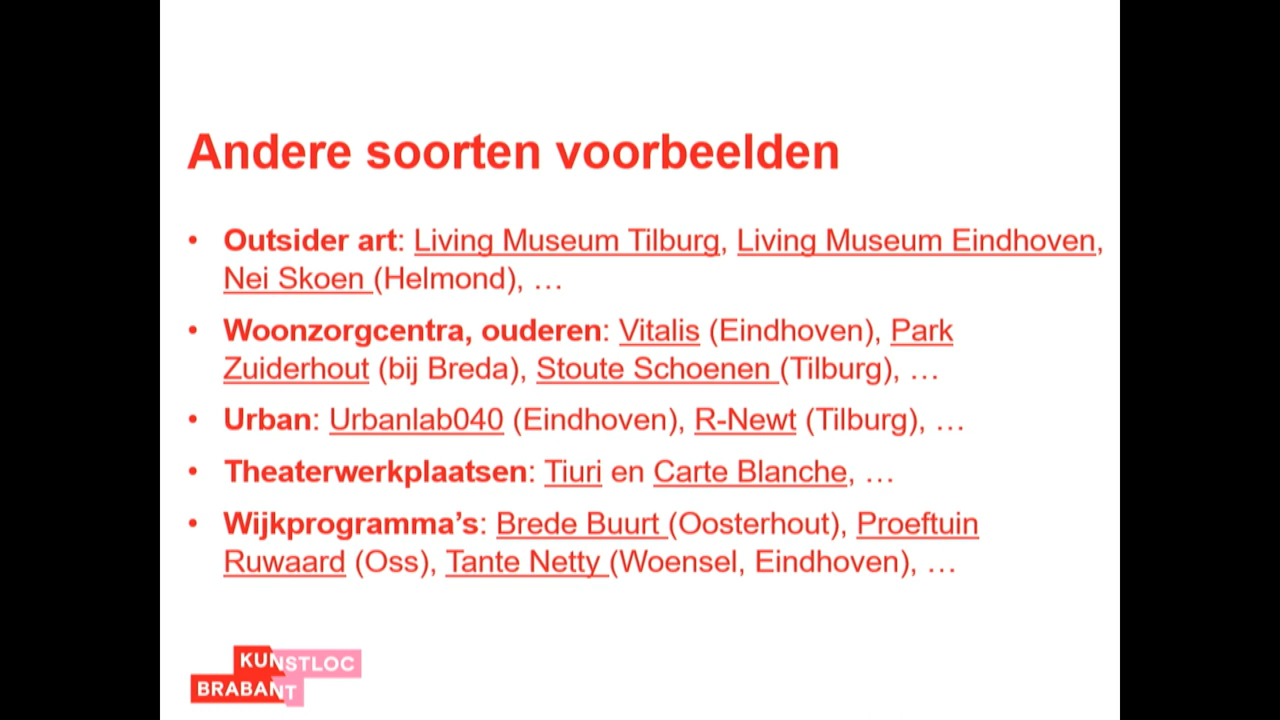 Andere soorten voorbeelden
• Outsider art: Living Museum Tilburg, Living Museum Eindhoven,
Nei Skoen (Helmond), …
• Woonzorgcentra, ouderen: Vitalis (Eindhoven), Park
Zuiderhout (bij Breda), Stoute Schoenen (Tilburg), …
• Urban: Urbanlab040 (Eindhoven), R-Newt (Tilburg), …
• Theaterwerkplaatsen: Tiuri en Carte Blanche, …
• Wijkprogramma’s: Brede Buurt (Oosterhout), Proeftuin
Ruwaard (Oss), Tante Netty (Woensel, Eindhoven), …
KUNSTLOC
BRABANT